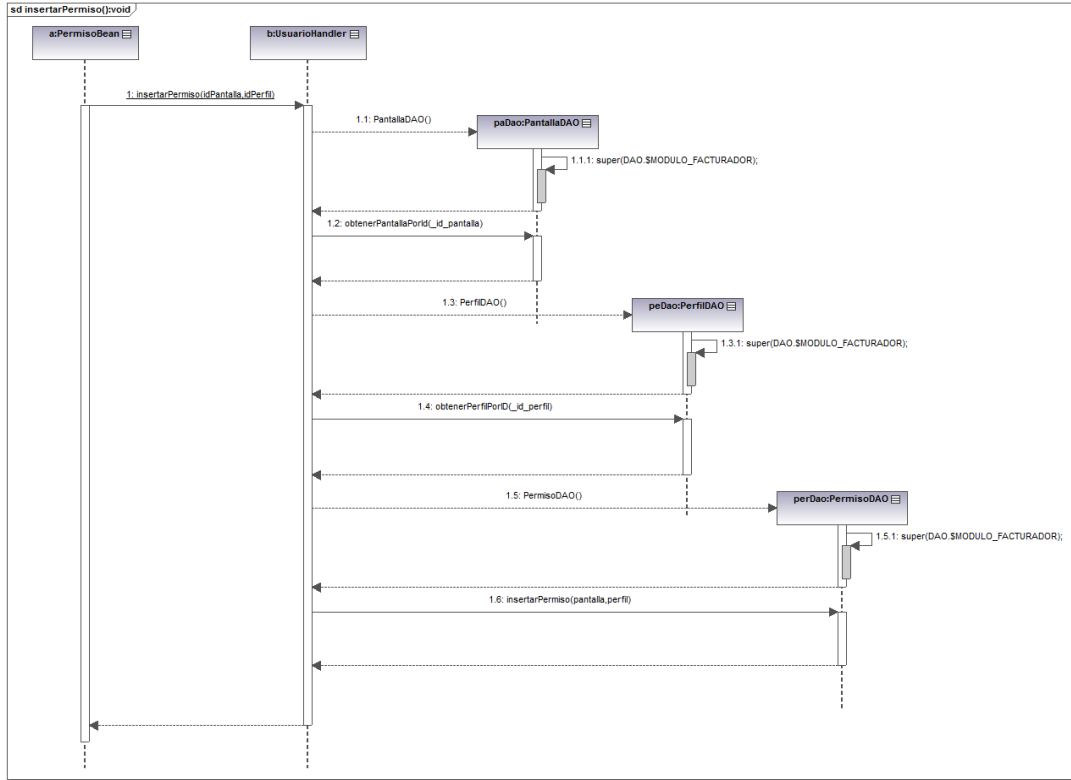 sd insertarPermiso():void
a:PermisoBean
b:UsuarioHandler
1: insertarPermiso(idPantalla,idPerfil)
1.1: PantallaDAO()
paDao:PantallaDAO
1.1.1: super(DAO.$MODULO_FACTURADOR);
1.2: obtenerPantallaPorId(_id_pantalla)
1.3: PerfilDAO()
peDao:PerfilDAO
1.3.1: super(DAO.$MODULO_FACTURADOR);
1.4: obtenerPerfilPorID(_id_perfil)
1.5: PermisoDAO()
perDao:PermisoDAO
1.5.1: super(DAO.$MODULO_FACTURADOR);
1.6: insertarPermiso(pantalla,perfil)